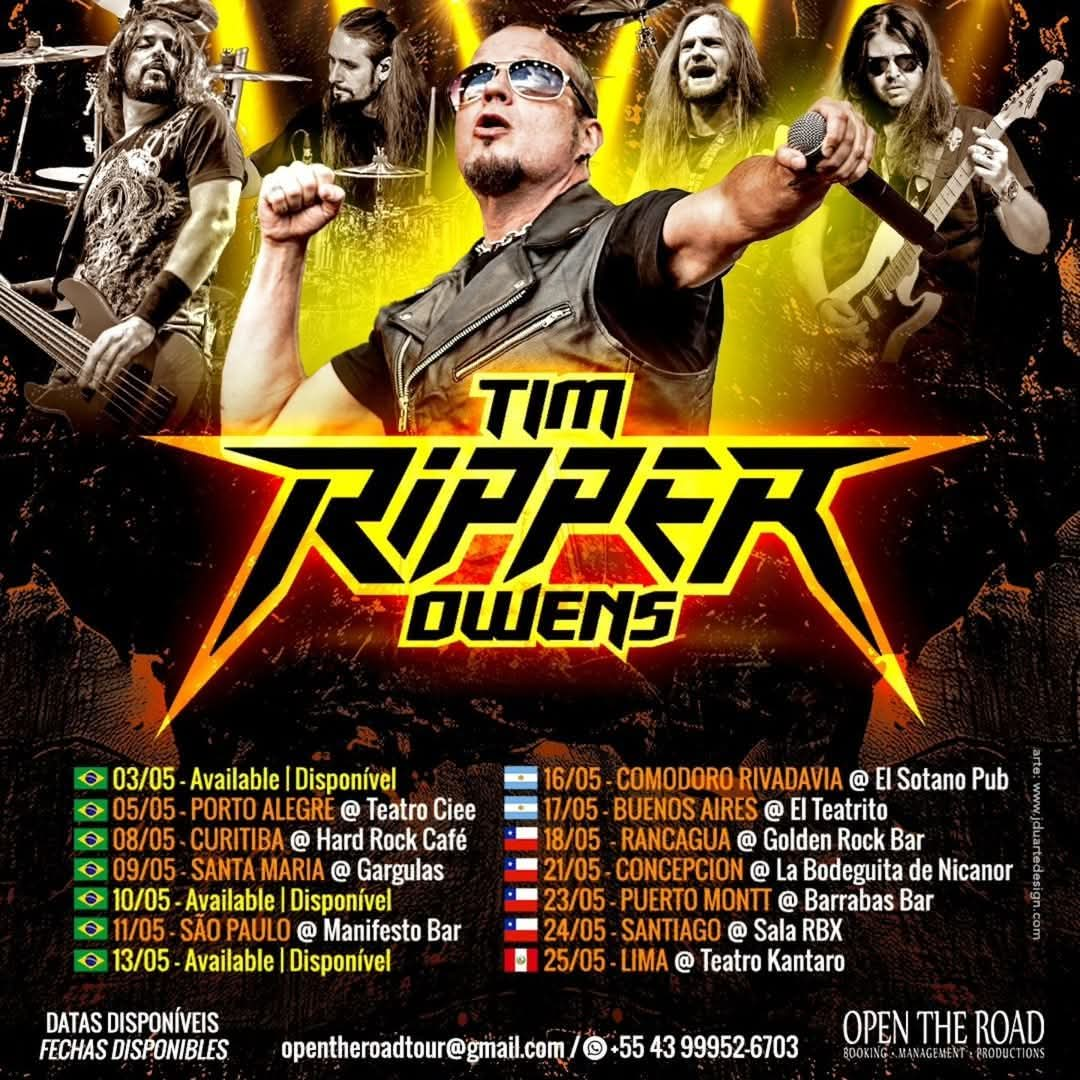 TIM
RIPPER
OWENS
03/05 - Available | Disponível
05/05 - PORTO ALEGRE @ Teatro Ciee
08/05 - CURITIBA @ Hard Rock Café
09/05 - SANTA MARIA @ Gargulas
10/05 - Available | Disponível
11/05 - SÃO PAULO @ Manifesto Bar
13/05 - Available | Disponível
16/05 - COMODORO RIVADAVIA @ El Sotano Pub
17/05 - BUENOS AIRES @ El Teatrito
18/05 - RANCAGUA @ Golden Rock Bar
21/05 - CONCEPCION @ La Bodeguita de Nicanor
23/05 - PUERTO MONTT @ Barrabas Bar
24/05 - SANTIAGO @ Sala RBX
25/05 - LIMA @ Teatro Kantaro
arte: www.jduartedesign.com
DATAS DISPONÍVEIS
FECHAS DISPONIBLES
opentheroadtour@gmail.com / +55 43 99952-6703
OPEN THE ROAD
BOOKING • MANAGEMENT • PRODUCTIONS